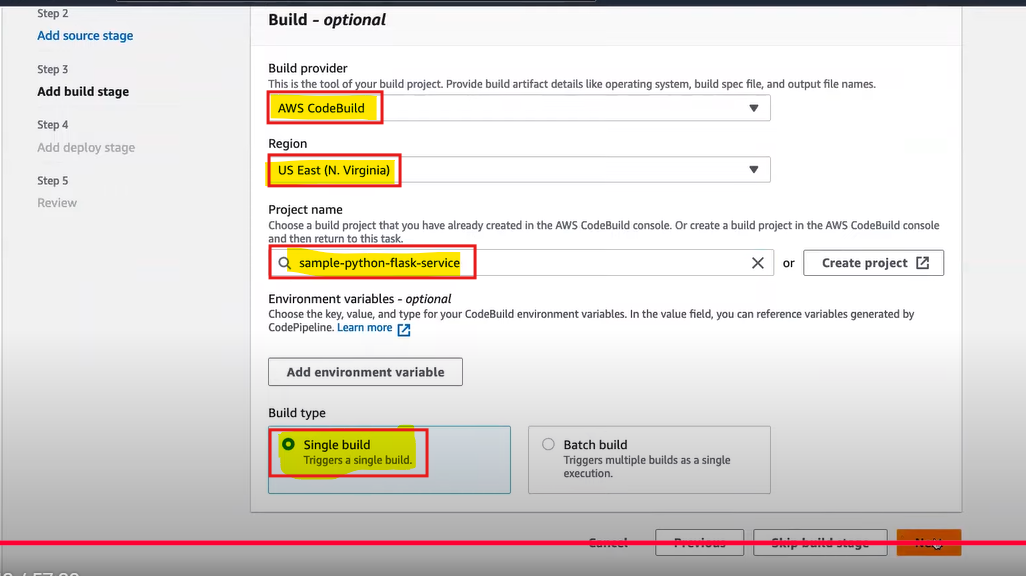 Step 2
Add source stage
Step 3
Add build stage
Step 4
Add deploy stage
Step 5
Review
Build - optional
Build provider
This is the tool of your build project. Provide build artifact details like operating system, build spec file, and output file names.
AWS CodeBuild
Region
US East (N. Virginia)
Project name
Choose a build project that you have already created in the AWS CodeBuild console. Or create a build project in the AWS CodeBuild console
and then return to this task.
sample-python-flask-service
or
Create project
Environment variables - optional
Choose the key, value, and type for your CodeBuild environment variables. In the value field, you can reference variables generated by
CodePipeline. Learn more
Add environment variable
Build type
Single build
Triggers a single build.
Batch build
Triggers multiple builds as a single
execution.
Cancel
Previous
Skip build stage
Next